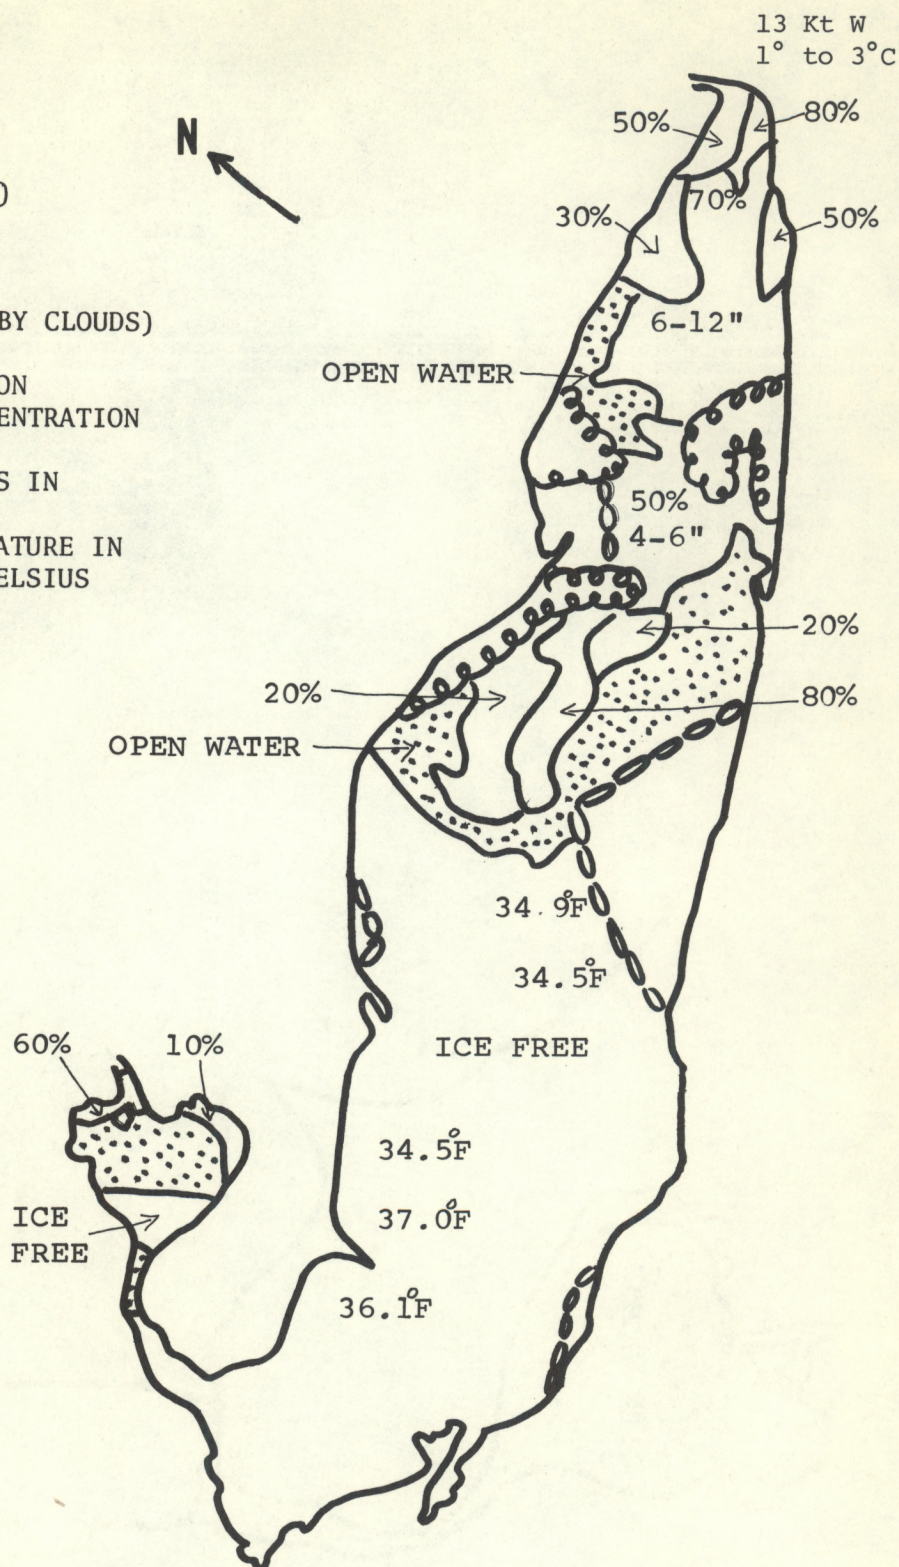 13 Kt W
1° to 3°C
N
50%
80%
)
70%
30%
50%
BY CLOUDS)
6-12"
OPEN WATER
ON
ENTRATION
S IN
50%
4-6"
ATURE IN
ELSIUS
20%
20%
80%
OPEN WATER
34.9°F
34.5°F
60%
10%
ICE FREE
34.5°F
37.0°F
ICE
FREE
36.1°F